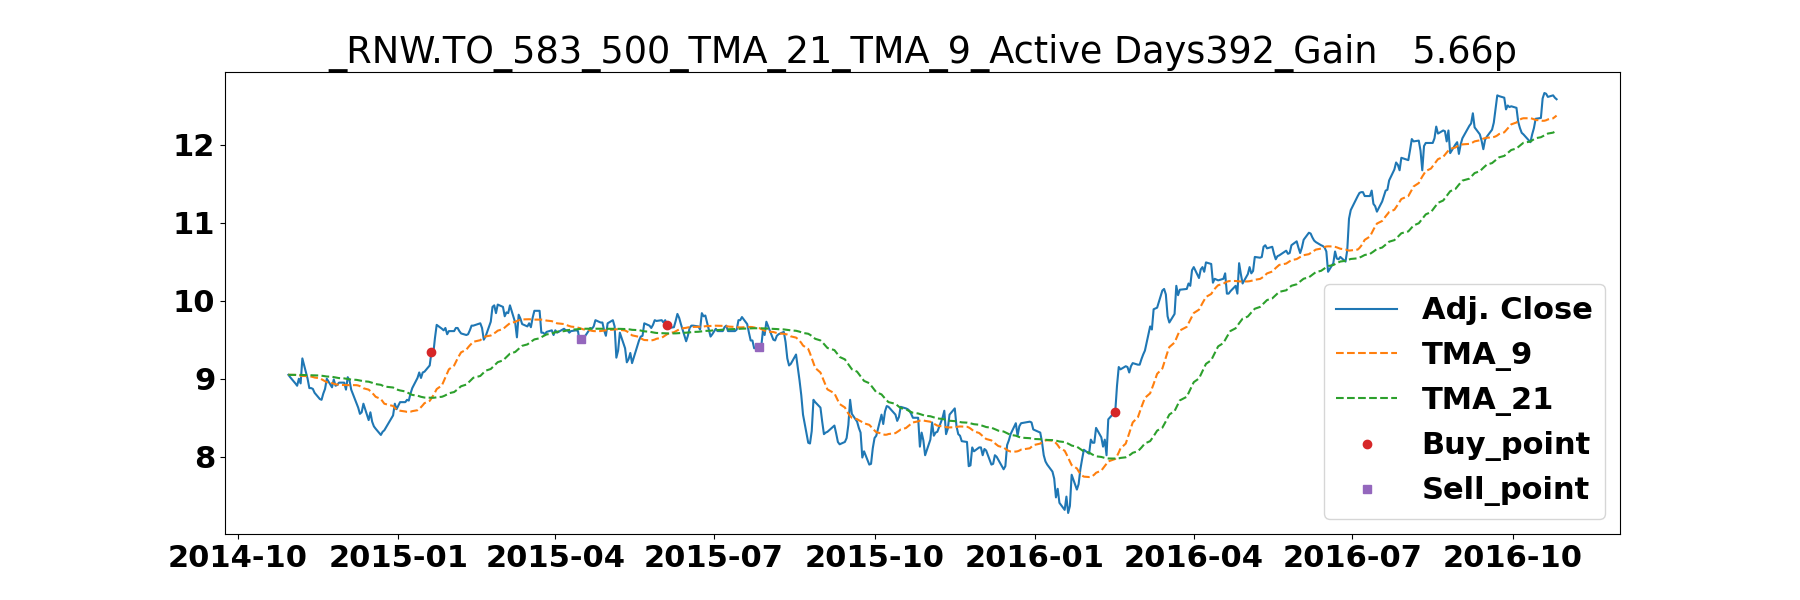 _RNW.TO_583_500_TMA_21_TMA_9_Active Days392_Gain   5.66p
12
11
10
9
8
Adj. Close
TMA_9
TMA_21
Buy_point
Sell_point
2014-10 2015-01 2015-04 2015-07 2015-10 2016-01 2016-04 2016-07 2016-10